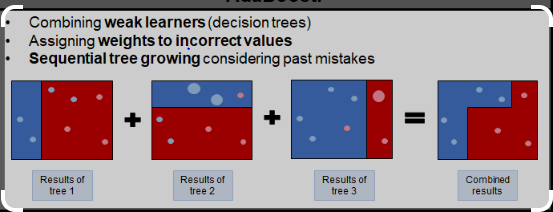 AdaBoost.
Combining weak learners (decision trees)
Assigning weights to incorrect values
Sequential tree growing considering past mistakes
Results of
tree 1
Results of
tree 2
Results of
tree 3
Combined
results